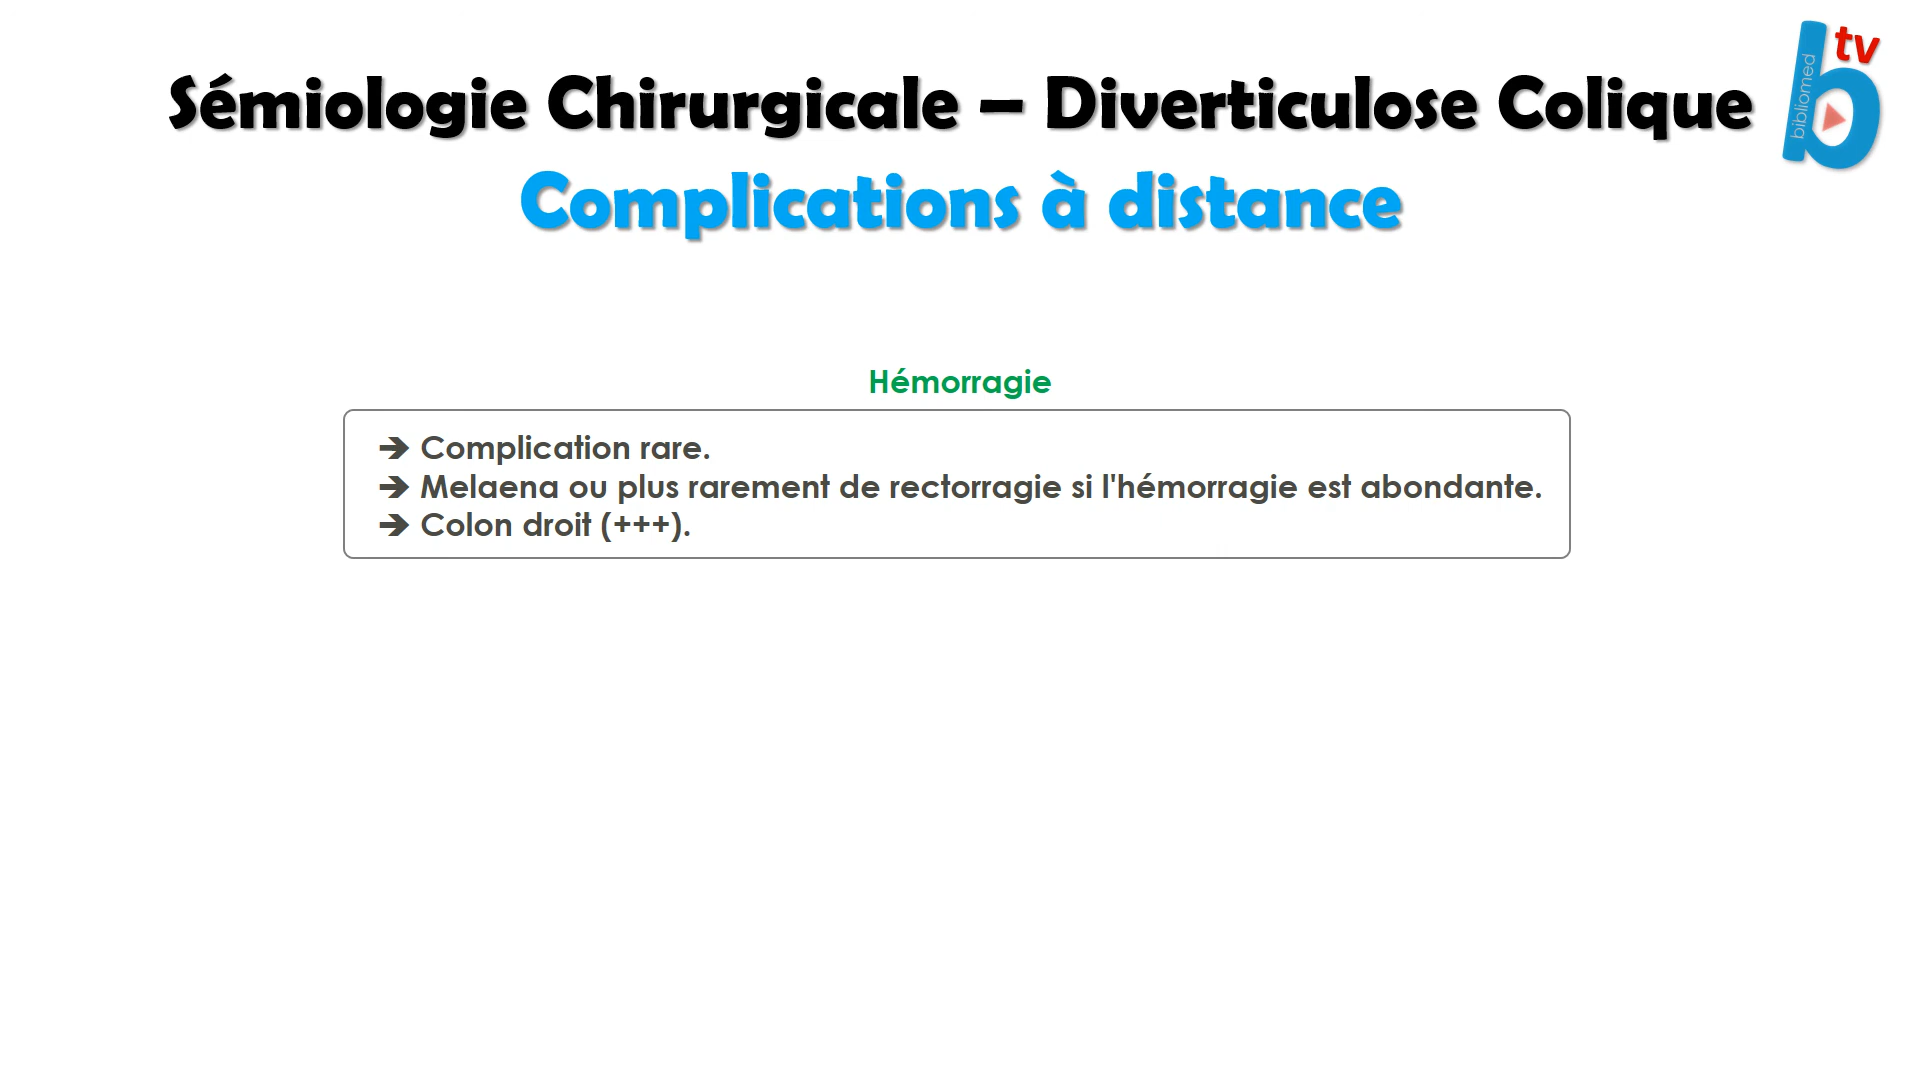 Sémiologie Chirurgicale – Diverticulose Colique
Complications à distance
tv
bibliomed
b
Hémorragie
➔ Complication rare.
➔ Melaena ou plus rarement de rectorragie si l'hémorragie est abondante.
➔ Colon droit (+++).